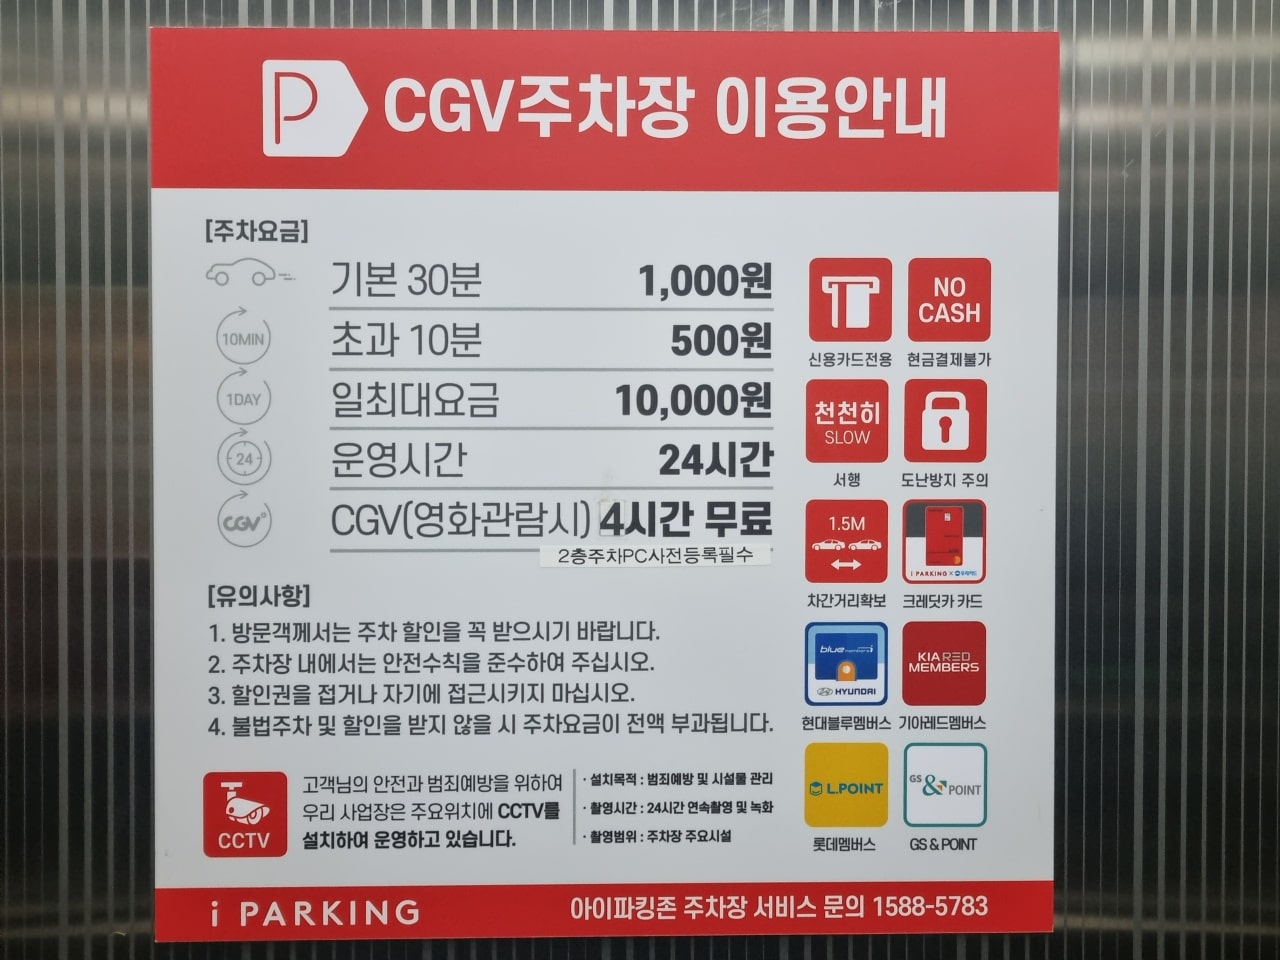 P CGV주차장 이용안내
[주차요금]
기본 30분 1,000원
10MIN 초과 10분 500원
1DAY 일최대요금 10,000원
24 운영시간 24시간
CGV CGV(영화관람시) 4시간 무료
2층주차PC사전등록필수
[유의사항]
1. 방문객께서는 주차 할인을 꼭 받으시기 바랍니다.
2. 주차장 내에서는 안전수칙을 준수하여 주십시오.
3. 할인권을 접거나 자기에 접근시키지 마십시오.
4. 불법주차 및 할인을 받지 않을 시 주차요금이 전액 부과됩니다.
CCTV
고객님의 안전과 범죄예방을 위하여
우리 사업장은 주요위치에 CCTV를
설치하여 운영하고 있습니다.
· 설치목적 : 범죄예방 및 시설물 관리
· 촬영시간 : 24시간 연속촬영 및 녹화
· 촬영범위 : 주차장 주요시설
NO
CASH
신용카드전용 현금결제불가
천천히
SLOW
서행 도난방지 주의
1.5M
i PARKING ×
차간거리확보 크레딧카 카드
blue members
HYUNDAI
KIA RED
MEMBERS
현대블루멤버스 기아레드멤버스
L.POINT
GS & POINT
롯데멤버스 GS & POINT
i PARKING
아이파킹존 주차장 서비스 문의 1588-5783